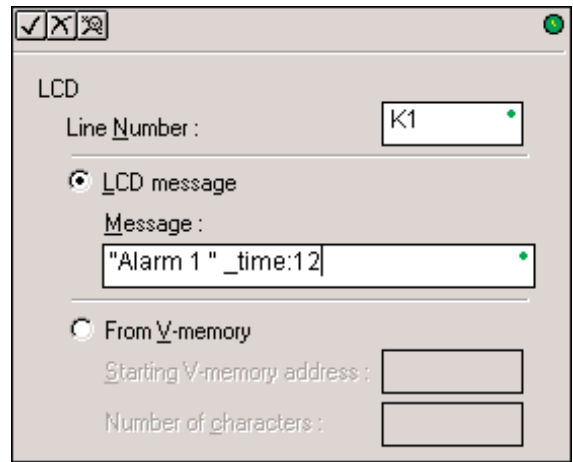 LCD
Line Number : K1
LCD message
Message :
"Alarm 1 " _time:12
From V-memory
Starting V-memory address :
Number of characters :